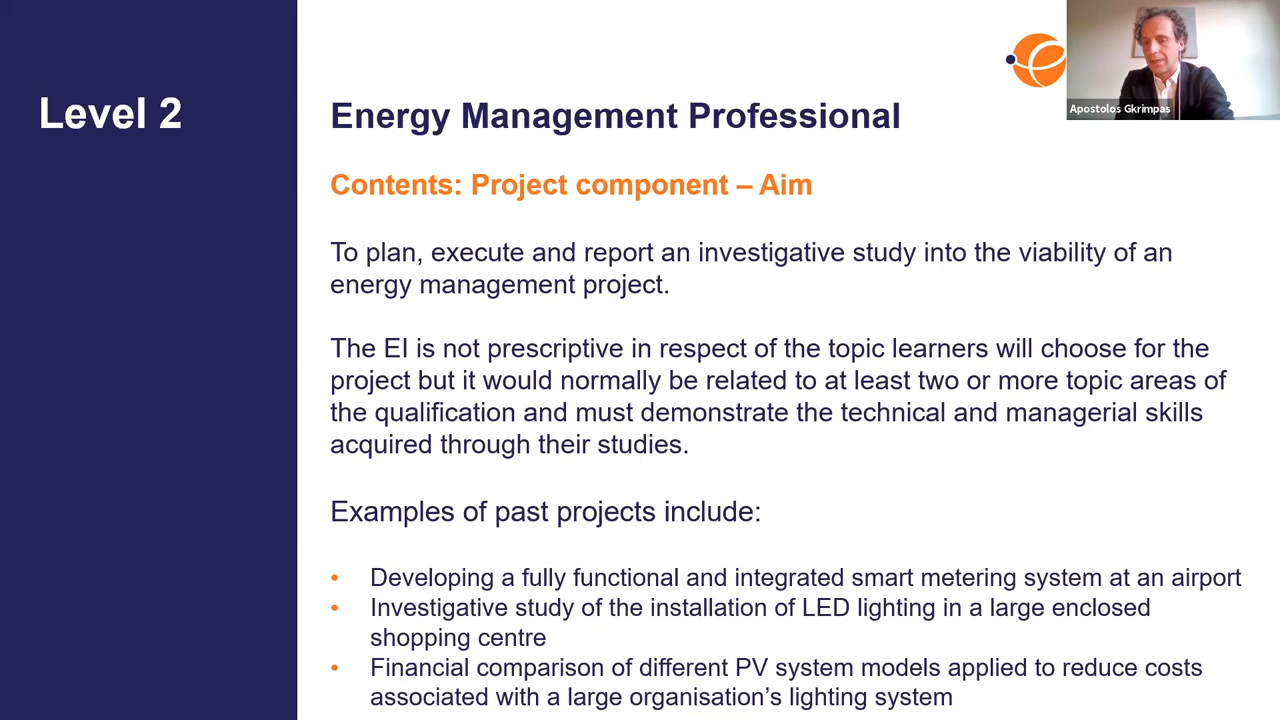 Level 2
Energy Management Professional
Apostolos Gkrimpas
Contents: Project component – Aim
To plan, execute and report an investigative study into the viability of an
energy management project.
The EI is not prescriptive in respect of the topic learners will choose for the
project but it would normally be related to at least two or more topic areas of
the qualification and must demonstrate the technical and managerial skills
acquired through their studies.
Examples of past projects include:
• Developing a fully functional and integrated smart metering system at an airport
• Investigative study of the installation of LED lighting in a large enclosed
shopping centre
• Financial comparison of different PV system models applied to reduce costs
associated with a large organisation’s lighting system